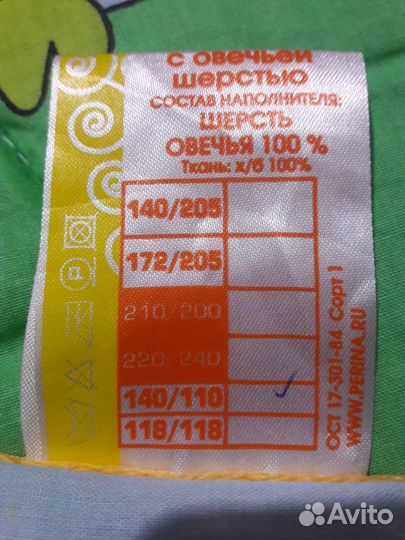 с овечьей
шерстью
СОСТАВ НАПОЛНИТЕЛЯ:
ШЕРСТЬ
ОВЕЧЬЯ 100 %
Ткань: х/б 100%
140/205
172/205
210/200
220-240
140/110
118/118
ОСТ 17-301-84 Сорт 1
WWW.PERINA.RU
Avito